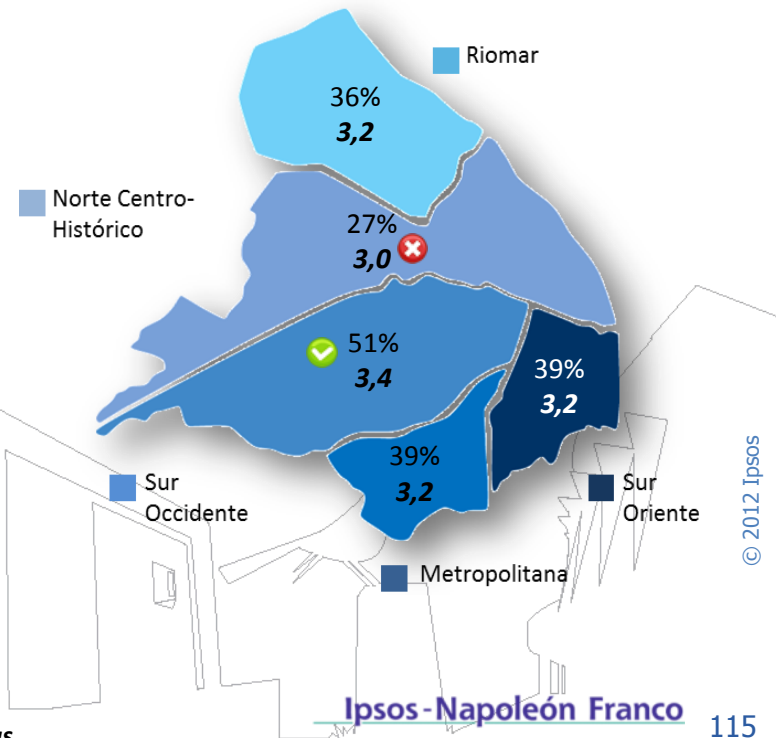 Riomar
36%
3,2
Norte Centro-
Histórico
27%
3,0
51%
3,4
39%
3,2
39%
3,2
Sur
Occidente
Sur
Oriente
Metropolitana
© 2012 Ipsos
Ipsos-Napoleón Franco
115